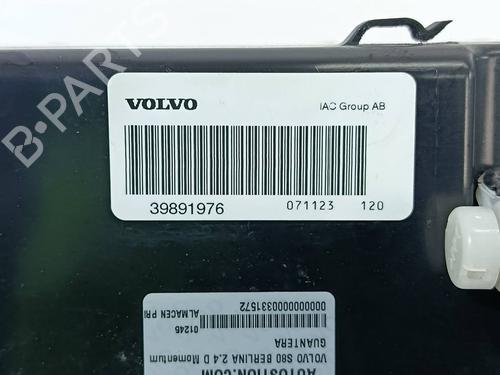 VOLVO
IAC Group AB
39891976
071123 120
AUTOSTION.COM
VOLVO S80 BERLINA 2.4 D Momentum
GUANTERA
01245
ALMACEN PRI
0000000000331572
B-PARTS